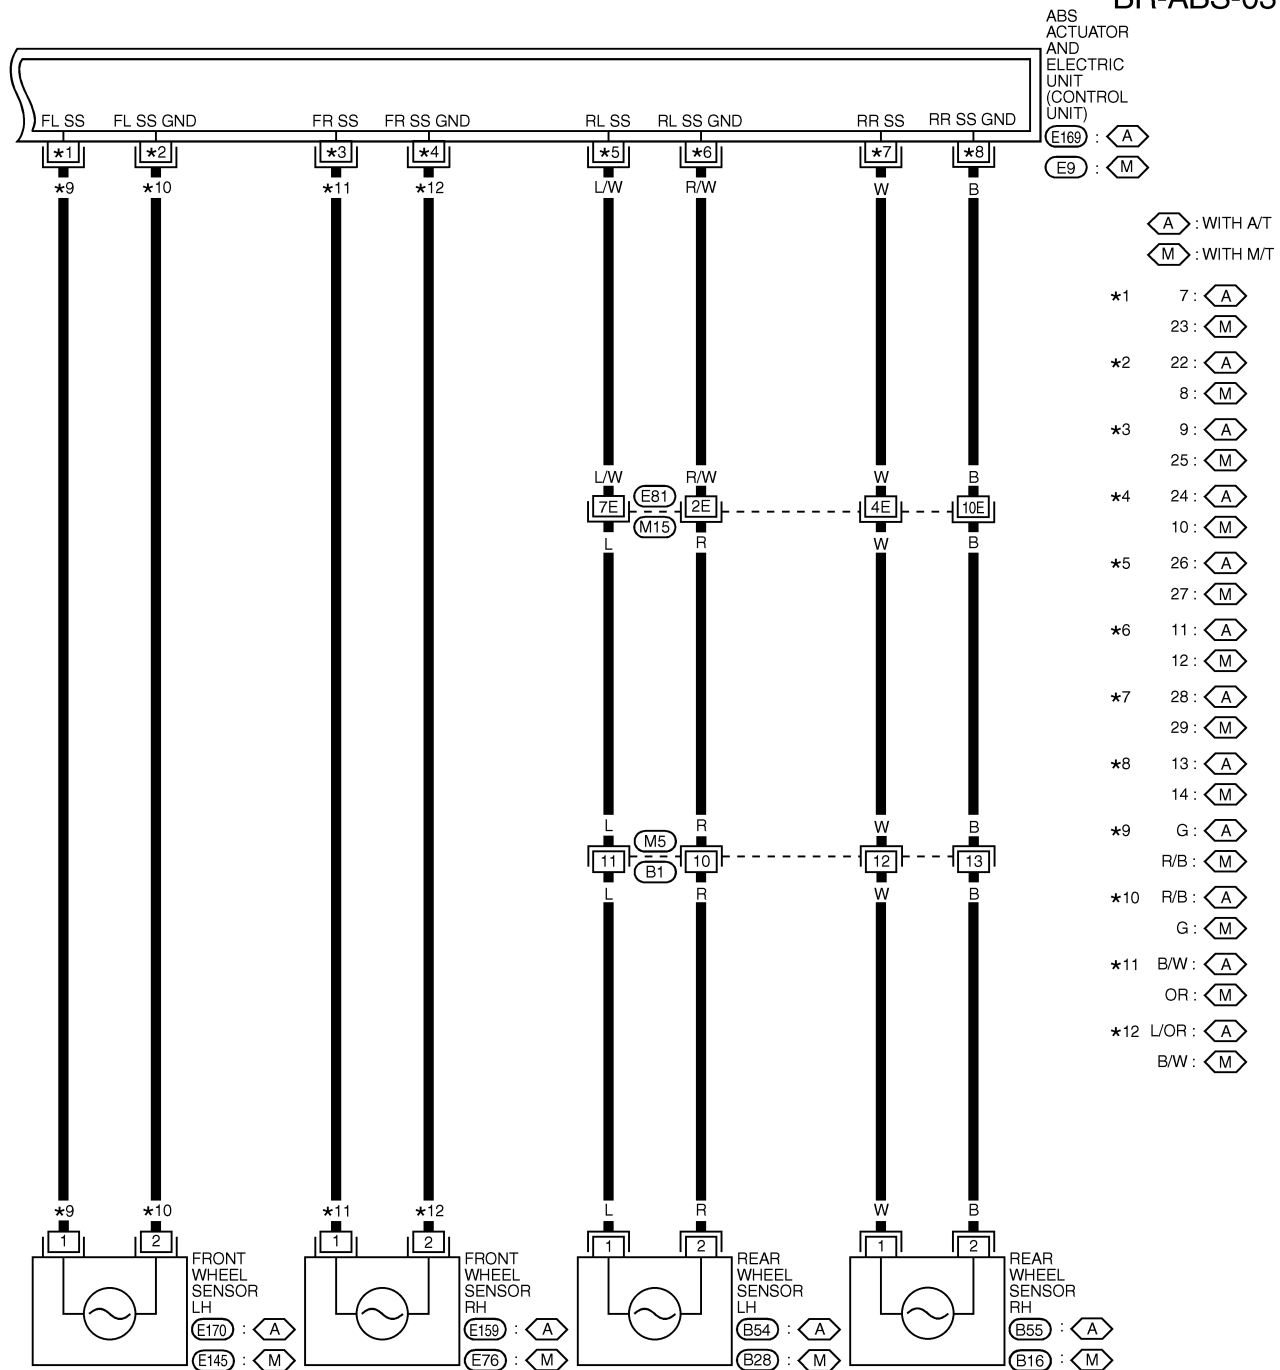 BR-ABS-03
ABS
ACTUATOR
AND
ELECTRIC
UNIT
(CONTROL
UNIT)
E169 : A
E9 : M
FL SS FL SS GND FR SS FR SS GND RL SS RL SS GND RR SS RR SS GND
*1 *2 *3 *4 *5 *6 *7 *8
*9 *10 *11 *12 L/W R/W W B
A : WITH A/T
M : WITH M/T
*1 7 : A
23 : M
*2 22 : A
8 : M
*3 9 : A
25 : M
*4 24 : A
10 : M
*5 26 : A
27 : M
*6 11 : A
12 : M
*7 28 : A
29 : M
*8 13 : A
14 : M
*9 G : A
R/B : M
*10 R/B : A
G : M
*11 B/W : A
OR : M
*12 L/OR : A
B/W : M
L/W R/W W B
7E E81 2E 4E 10E
M15
L R W B
L R W B
M5
11 10 12 13
B1
L R W B
*9 *10 *11 *12 L R W B
1 2 1 2 1 2 1 2
FRONT
WHEEL
SENSOR
LH
E170 : A
E145 : M
FRONT
WHEEL
SENSOR
RH
E159 : A
E76 : M
REAR
WHEEL
SENSOR
LH
B54 : A
B28 : M
REAR
WHEEL
SENSOR
RH
B55 : A
B16 : M